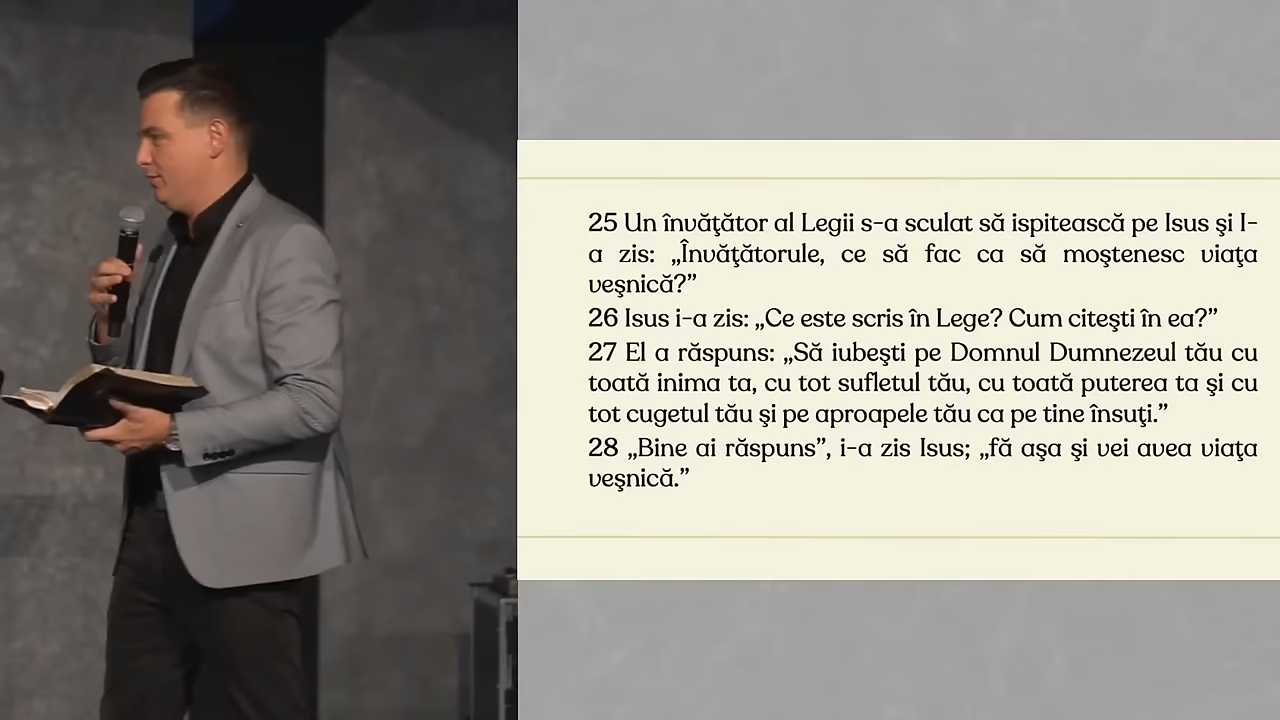 25 Un învăţător al Legii s-a sculat să ispitească pe Isus şi I-
a zis: „Învăţătorule, ce să fac ca să moştenesc viaţa
veşnică?”
26 Isus i-a zis: „Ce este scris în Lege? Cum citeşti în ea?”
27 El a răspuns: „Să iubeşti pe Domnul Dumnezeul tău cu
toată inima ta, cu tot sufletul tău, cu toată puterea ta şi cu
tot cugetul tău şi pe aproapele tău ca pe tine însuţi.”
28 „Bine ai răspuns”, i-a zis Isus; „fă aşa şi vei avea viaţa
veşnică.”